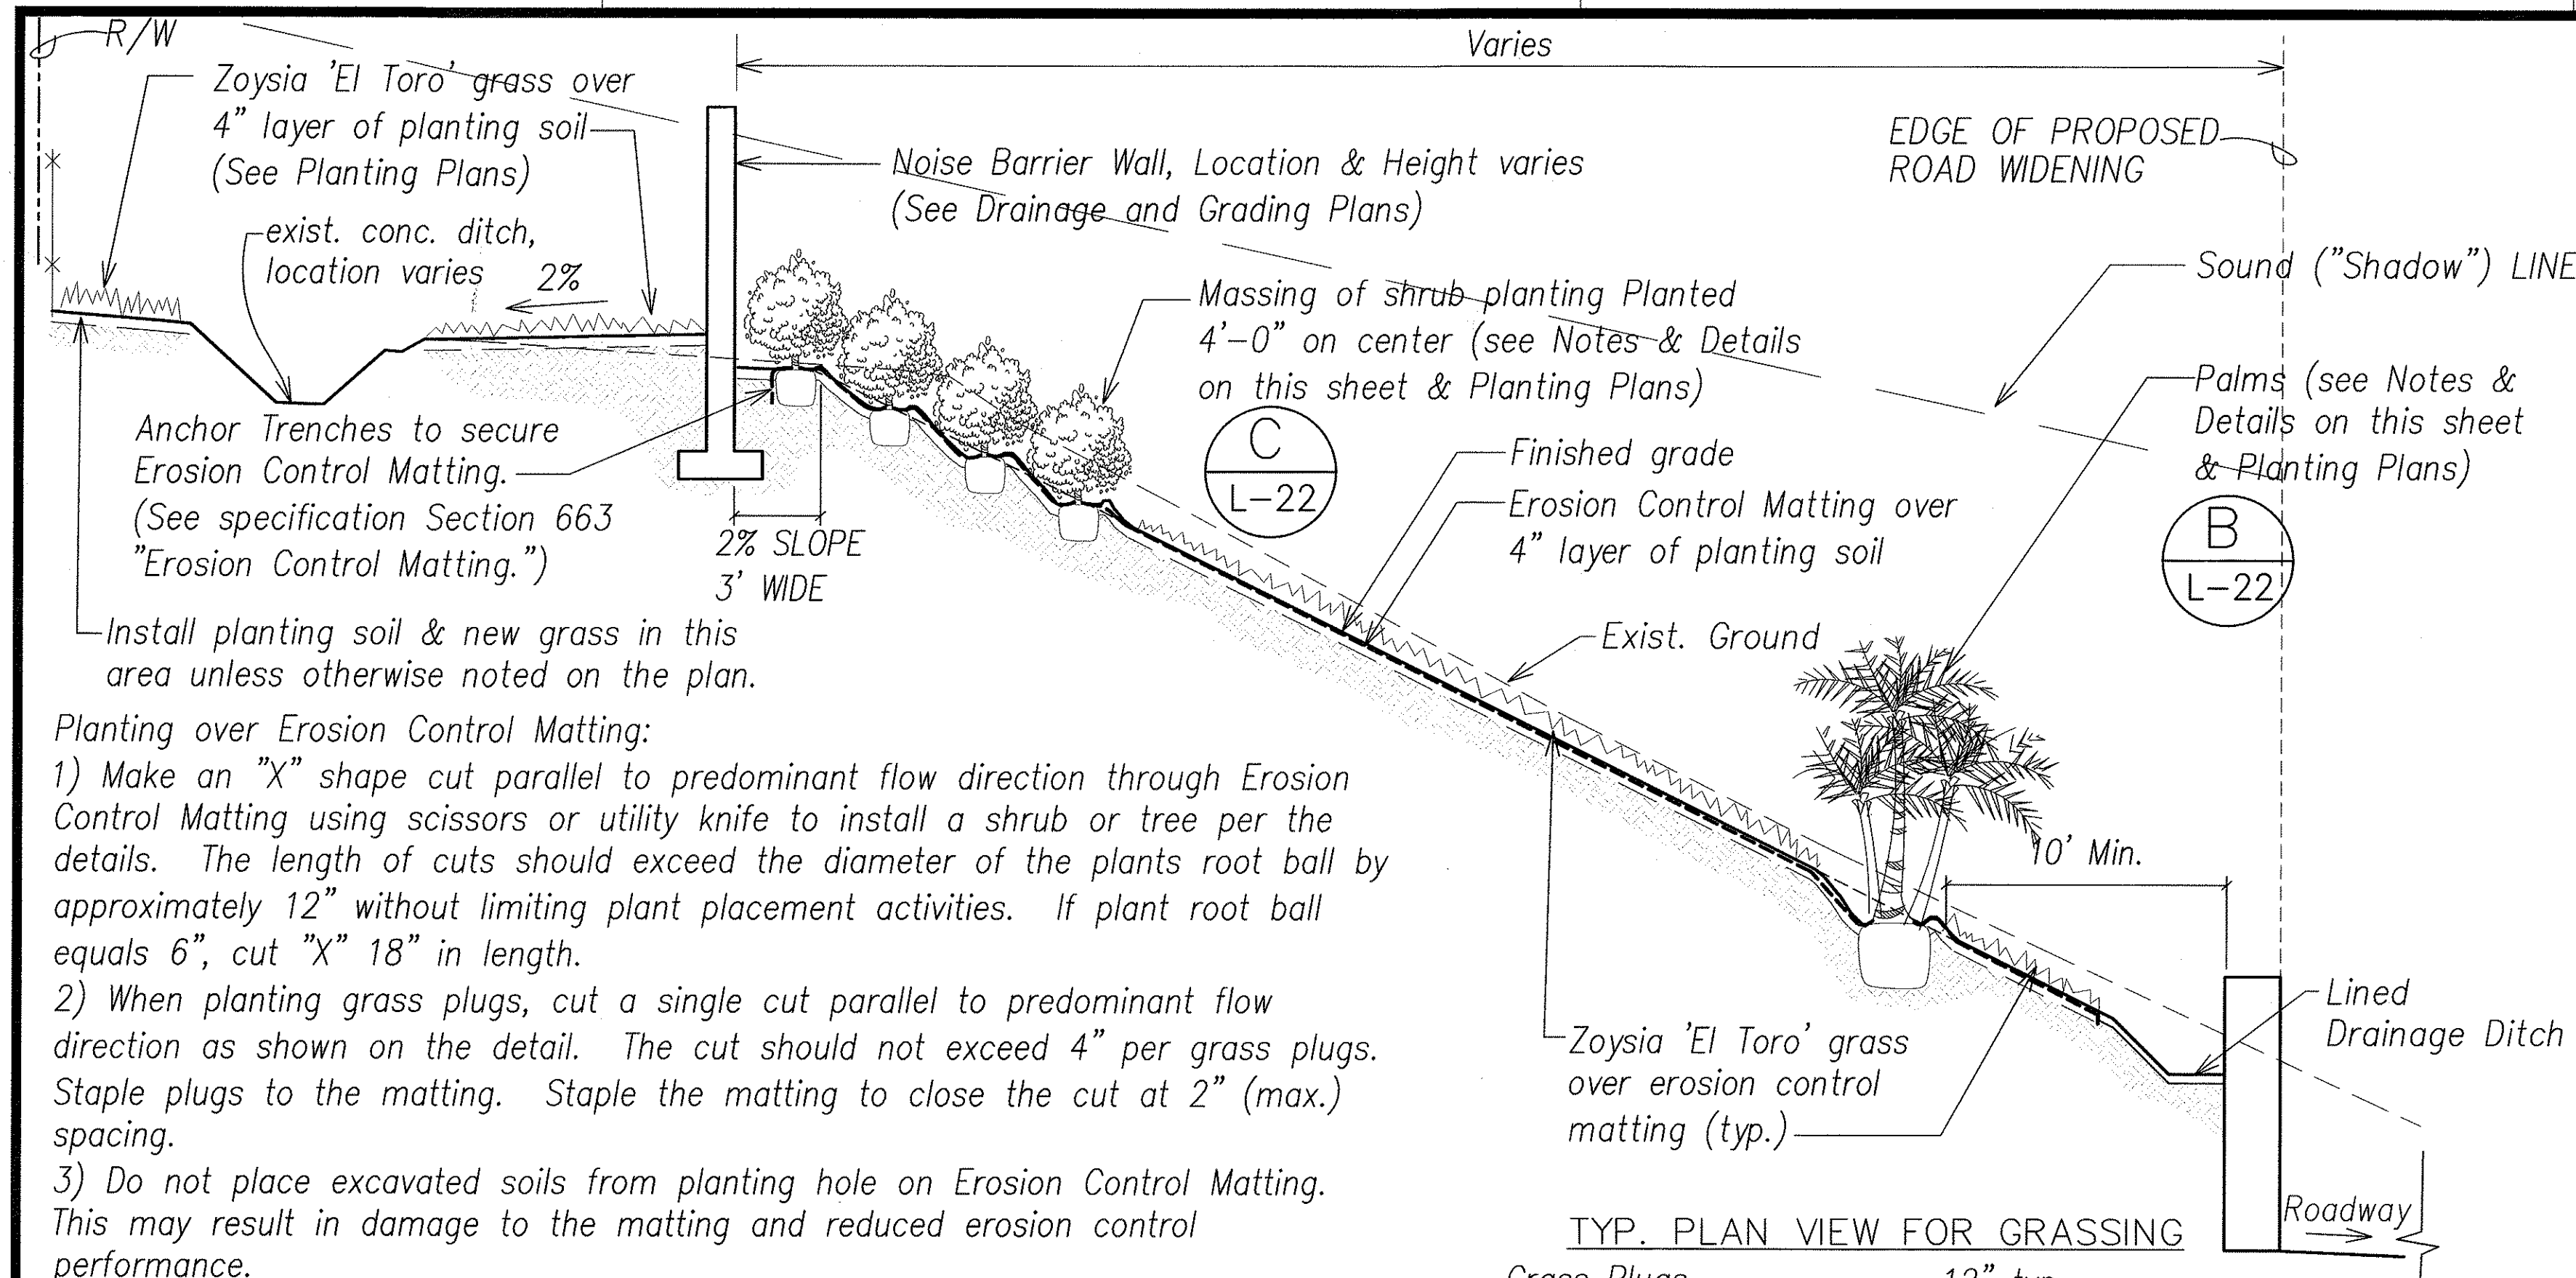 R/W
Varies
Zoysia 'El Toro' grass over
4" layer of planting soil
(See Planting Plans)
exist. conc. ditch,
location varies
2%
Noise Barrier Wall, Location & Height varies
(See Drainage and Grading Plans)
EDGE OF PROPOSED
ROAD WIDENING
Sound ("Shadow") LINE
Massing of shrub planting Planted
4'-0" on center (see Notes & Details
on this sheet & Planting Plans)
C
L-22
Palms (see Notes &
Details on this sheet
& Planting Plans)
B
L-22
Anchor Trenches to secure
Erosion Control Matting.
(See specification Section 663
"Erosion Control Matting.")
2% SLOPE
3' WIDE
Finished grade
Erosion Control Matting over
4" layer of planting soil
Exist. Ground
Install planting soil & new grass in this
area unless otherwise noted on the plan.
Planting over Erosion Control Matting:
1) Make an "X" shape cut parallel to predominant flow direction through Erosion
Control Matting using scissors or utility knife to install a shrub or tree per the
details. The length of cuts should exceed the diameter of the plants root ball by
approximately 12" without limiting plant placement activities. If plant root ball
equals 6", cut "X" 18" in length.
2) When planting grass plugs, cut a single cut parallel to predominant flow
direction as shown on the detail. The cut should not exceed 4" per grass plugs.
Staple plugs to the matting. Staple the matting to close the cut at 2" (max.)
spacing.
3) Do not place excavated soils from planting hole on Erosion Control Matting.
This may result in damage to the matting and reduced erosion control
performance.
10' Min.
Zoysia 'El Toro' grass
over erosion control
matting (typ.)
Lined
Drainage Ditch
Roadway
TYP. PLAN VIEW FOR GRASSING
Grass Plugs
12" typ.